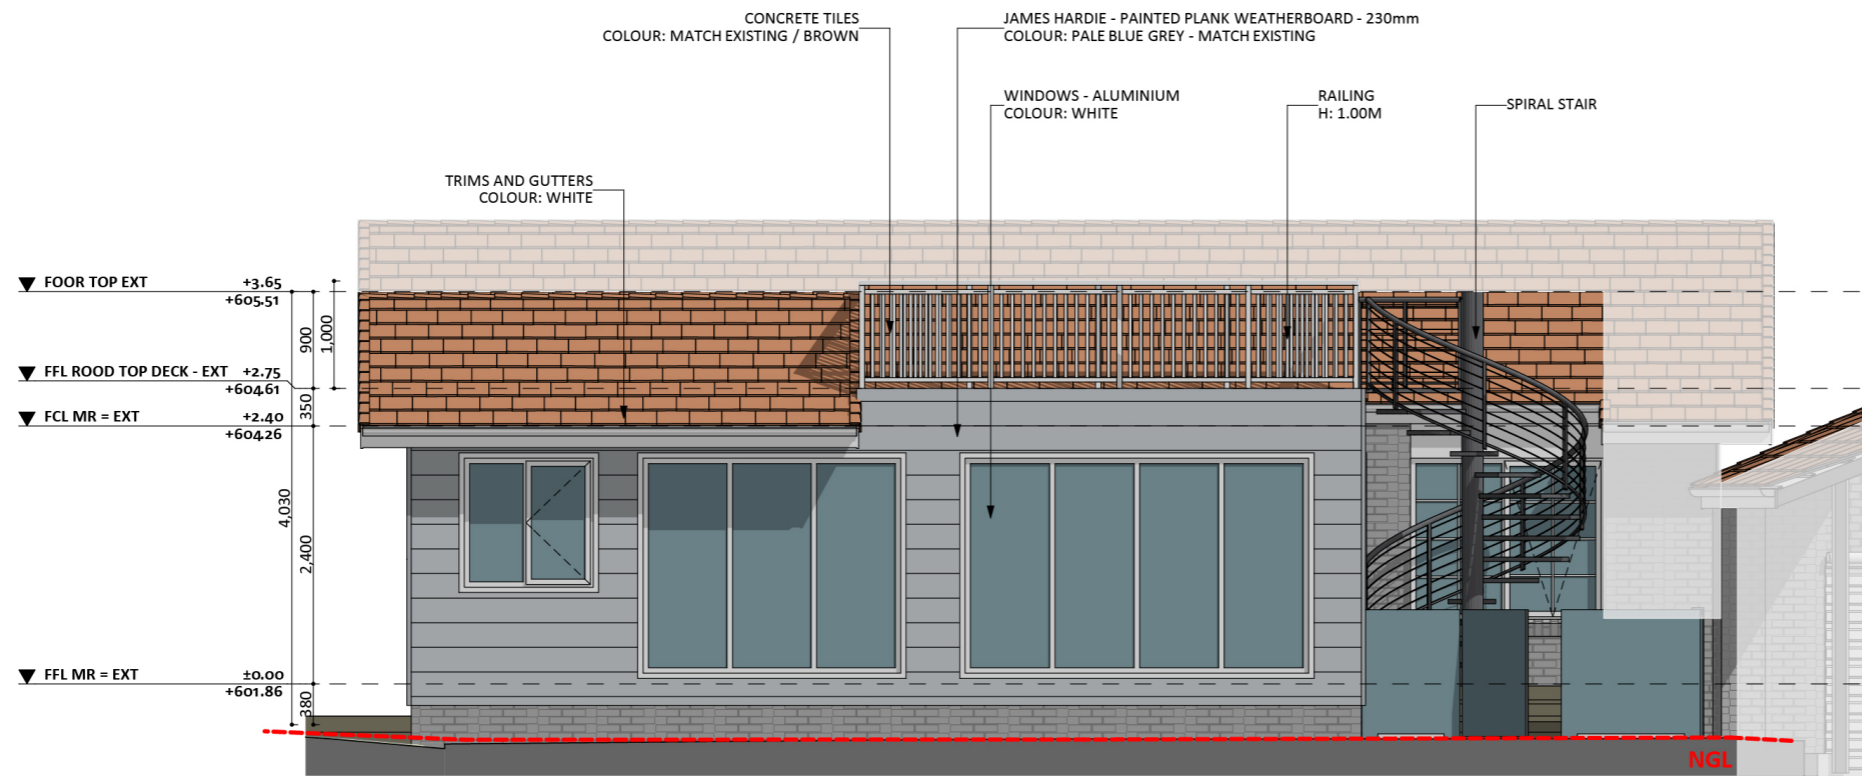 CONCRETE TILES
COLOUR: MATCH EXISTING / BROWN
JAMES HARDIE - PAINTED PLANK WEATHERBOARD - 230mm
COLOUR: PALE BLUE GREY - MATCH EXISTING
WINDOWS - ALUMINIUM
COLOUR: WHITE
RAILING
H: 1.00M
SPIRAL STAIR
TRIMS AND GUTTERS
COLOUR: WHITE
FOOR TOP EXT +3.65
+605.51
900
1,000
FFL ROOD TOP DECK - EXT +2.75
+604.61
350
FCL MR = EXT +2.40
+604.26
4,030
2,400
FFL MR = EXT ±0.00
+601.86
380
NGL